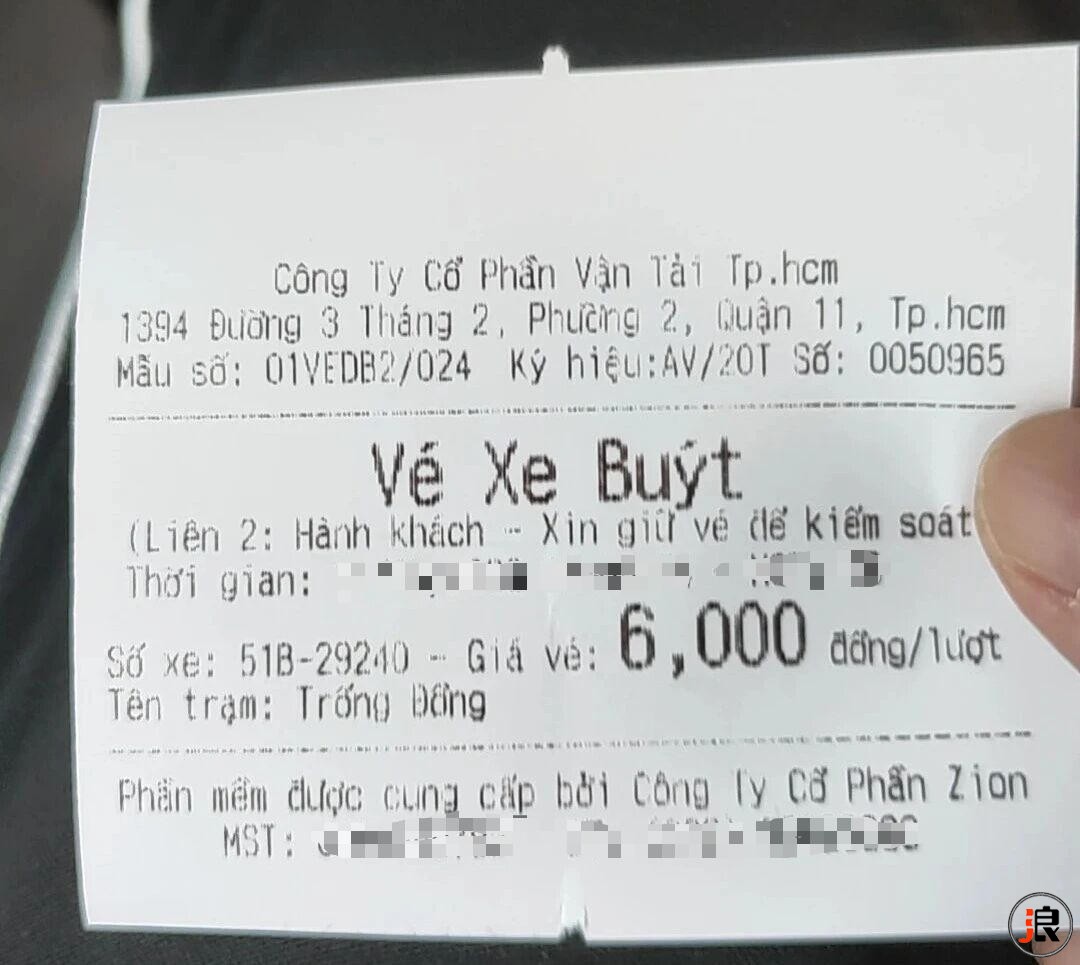 Công Ty Cổ Phần Vận Tải Tp.hcm
1394 Đường 3 Tháng 2, Phường 2, Quận 11, Tp.hcm
Mẫu số: 01VEDB2/024 Ký hiệu:AV/20T Số: 0050965
Vé Xe Buýt
(Liên 2: Hành khách - Xin giữ vé để kiểm soát
Thời gian:
Số xe: 51B-29240 - Giá vé: 6,000 đồng/lượt
Tên trạm: Trống Đồng
Phần mềm được cung cấp bởi Công Ty Cổ Phần Zion
MST:
浪